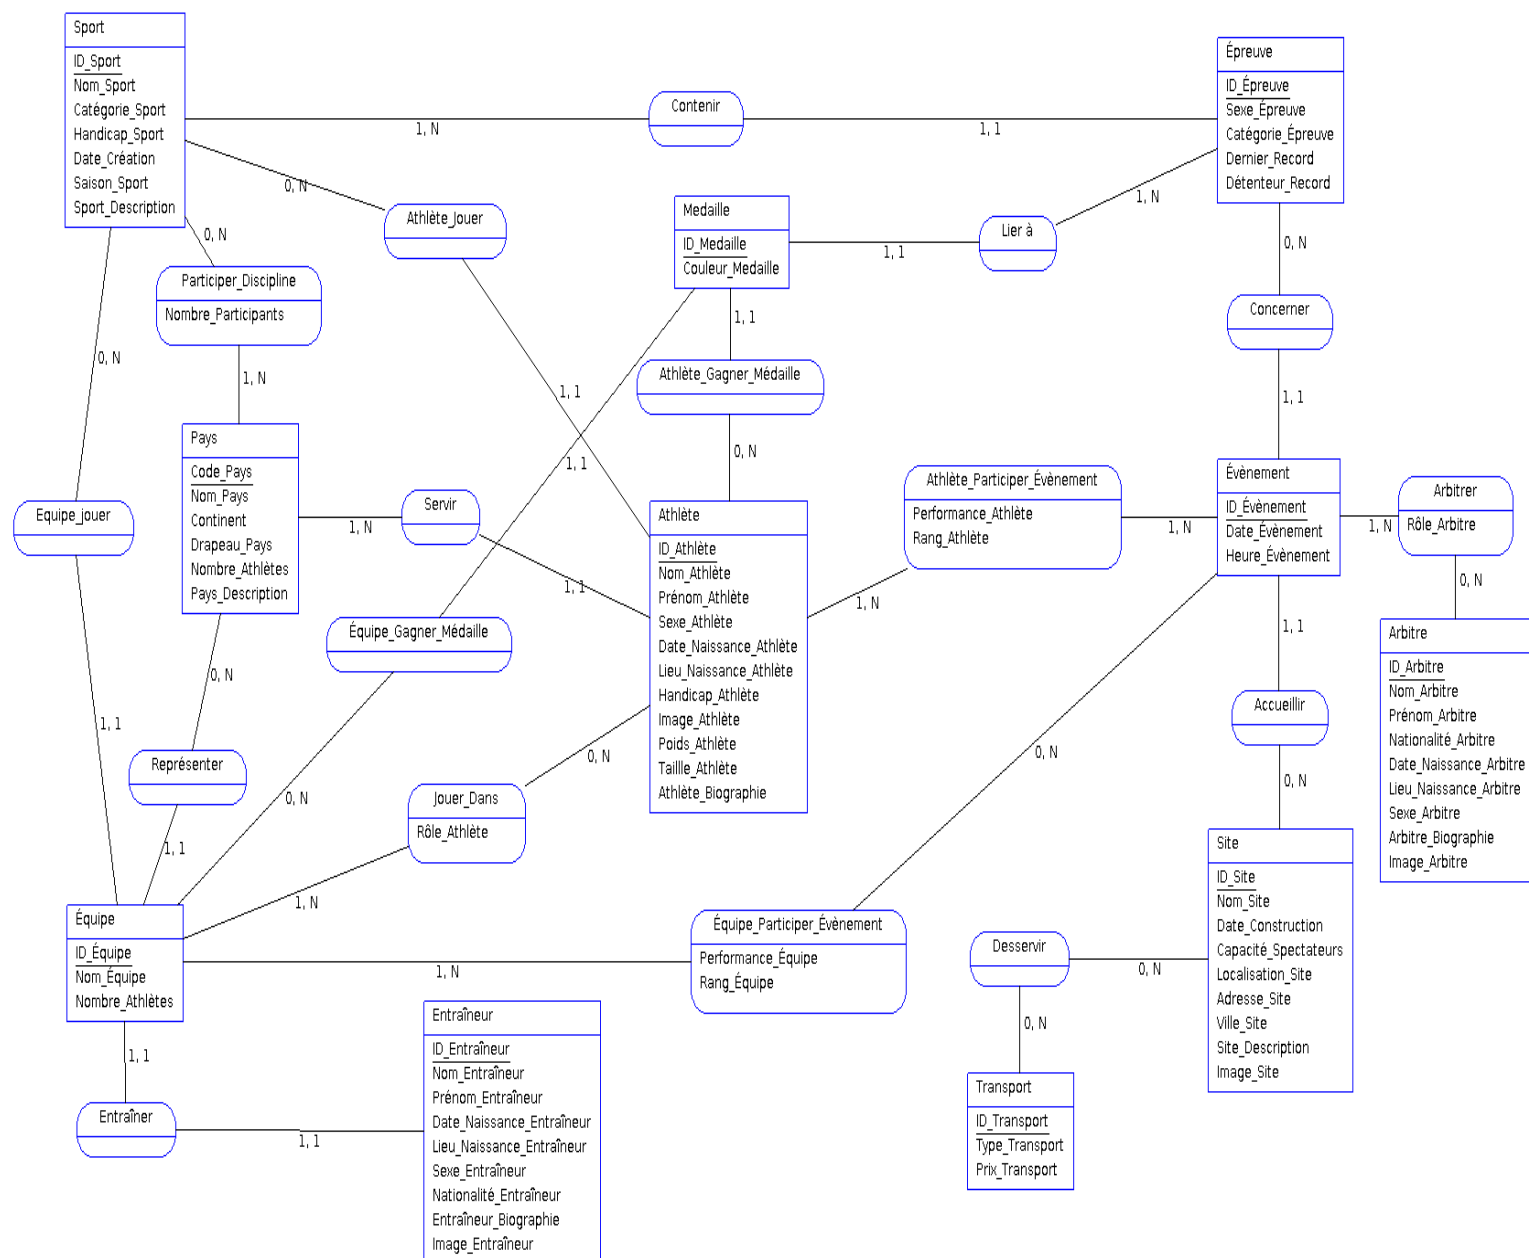 Sport
ID_Sport
Nom_Sport
Catégorie_Sport
Handicap_Sport
Date_Création
Saison_Sport
Sport_Description
Épreuve
ID_Épreuve
Sexe_Épreuve
Catégorie_Épreuve
Dernier_Record
Détenteur_Record
Contenir
1, N
1, 1
0, N
Athlète_Jouer
1, 1
Medaille
ID_Medaille
Couleur_Medaille
1, 1
Lier à
1, N
0, N
Participer_Discipline
Nombre_Participants
1, N
0, N
Concerner
1, 1
1, 1
Athlète_Gagner_Médaille
0, N
0, N
Equipe_jouer
1, 1
Pays
Code_Pays
Nom_Pays
Continent
Drapeau_Pays
Nombre_Athlètes
Pays_Description
1, N
Servir
1, 1
1, 1
Équipe_Gagner_Médaille
0, N
Athlète
ID_Athlète
Nom_Athlète
Prénom_Athlète
Sexe_Athlète
Date_Naissance_Athlète
Lieu_Naissance_Athlète
Handicap_Athlète
Image_Athlète
Poids_Athlète
Taillle_Athlète
Athlète_Biographie
Athlète_Participer_Évènement
Performance_Athlète
Rang_Athlète
1, N
1, N
Évènement
ID_Évènement
Date_Évènement
Heure_Évènement
1, N
Arbitrer
Rôle_Arbitre
0, N
Arbitre
ID_Arbitre
Nom_Arbitre
Prénom_Arbitre
Nationalité_Arbitre
Date_Naissance_Arbitre
Lieu_Naissance_Arbitre
Sexe_Arbitre
Arbitre_Biographie
Image_Arbitre
1, 1
Accueillir
0, N
0, N
Représenter
1, 1
0, N
Jouer_Dans
Rôle_Athlète
1, N
0, N
Équipe_Participer_Évènement
Performance_Équipe
Rang_Équipe
1, N
Site
ID_Site
Nom_Site
Date_Construction
Capacité_Spectateurs
Localisation_Site
Adresse_Site
Ville_Site
Site_Description
Image_Site
Équipe
ID_Équipe
Nom_Équipe
Nombre_Athlètes
Desservir
0, N
0, N
1, 1
Entraîner
1, 1
Entraîneur
ID_Entraîneur
Nom_Entraîneur
Prénom_Entraîneur
Date_Naissance_Entraîneur
Lieu_Naissance_Entraîneur
Sexe_Entraîneur
Nationalité_Entraîneur
Entraîneur_Biographie
Image_Entraîneur
Transport
ID_Transport
Type_Transport
Prix_Transport